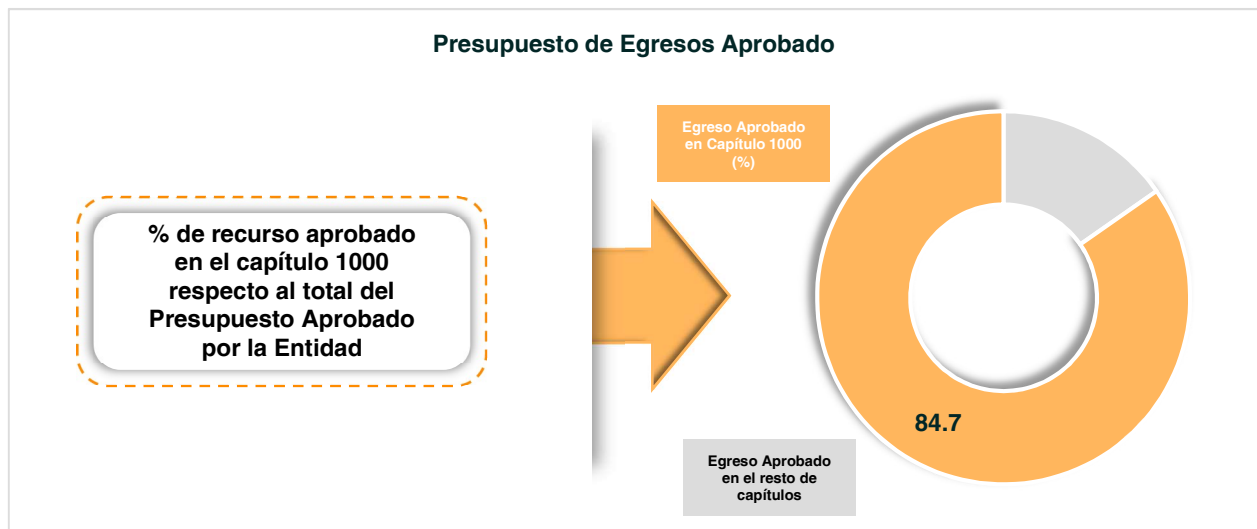 Presupuesto de Egresos Aprobado
% de recurso aprobado
en el capítulo 1000
respecto al total del
Presupuesto Aprobado
por la Entidad
Egreso Aprobado
en Capítulo 1000
(%)
84.7
Egreso Aprobado
en el resto de
capítulos